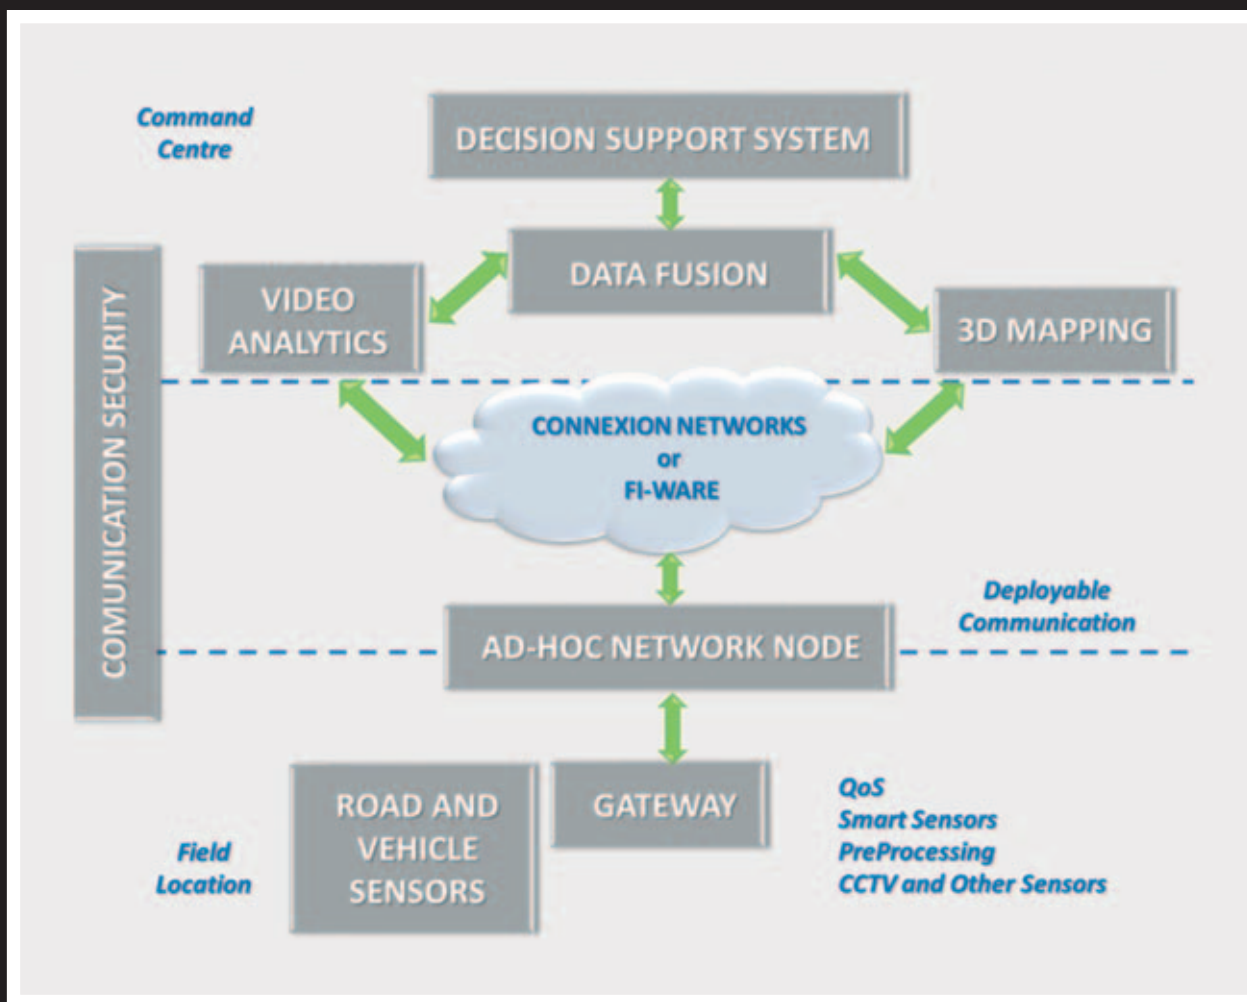 Command
Centre
DECISION SUPPORT SYSTEM
DATA FUSION
VIDEO
ANALYTICS
3D MAPPING
COMUNICATION SECURITY
CONNEXION NETWORKS
or
FI-WARE
Deployable
Communication
AD-HOC NETWORK NODE
ROAD AND
VEHICLE
SENSORS
GATEWAY
QoS
Smart Sensors
PreProcessing
CCTV and Other Sensors
Field
Location